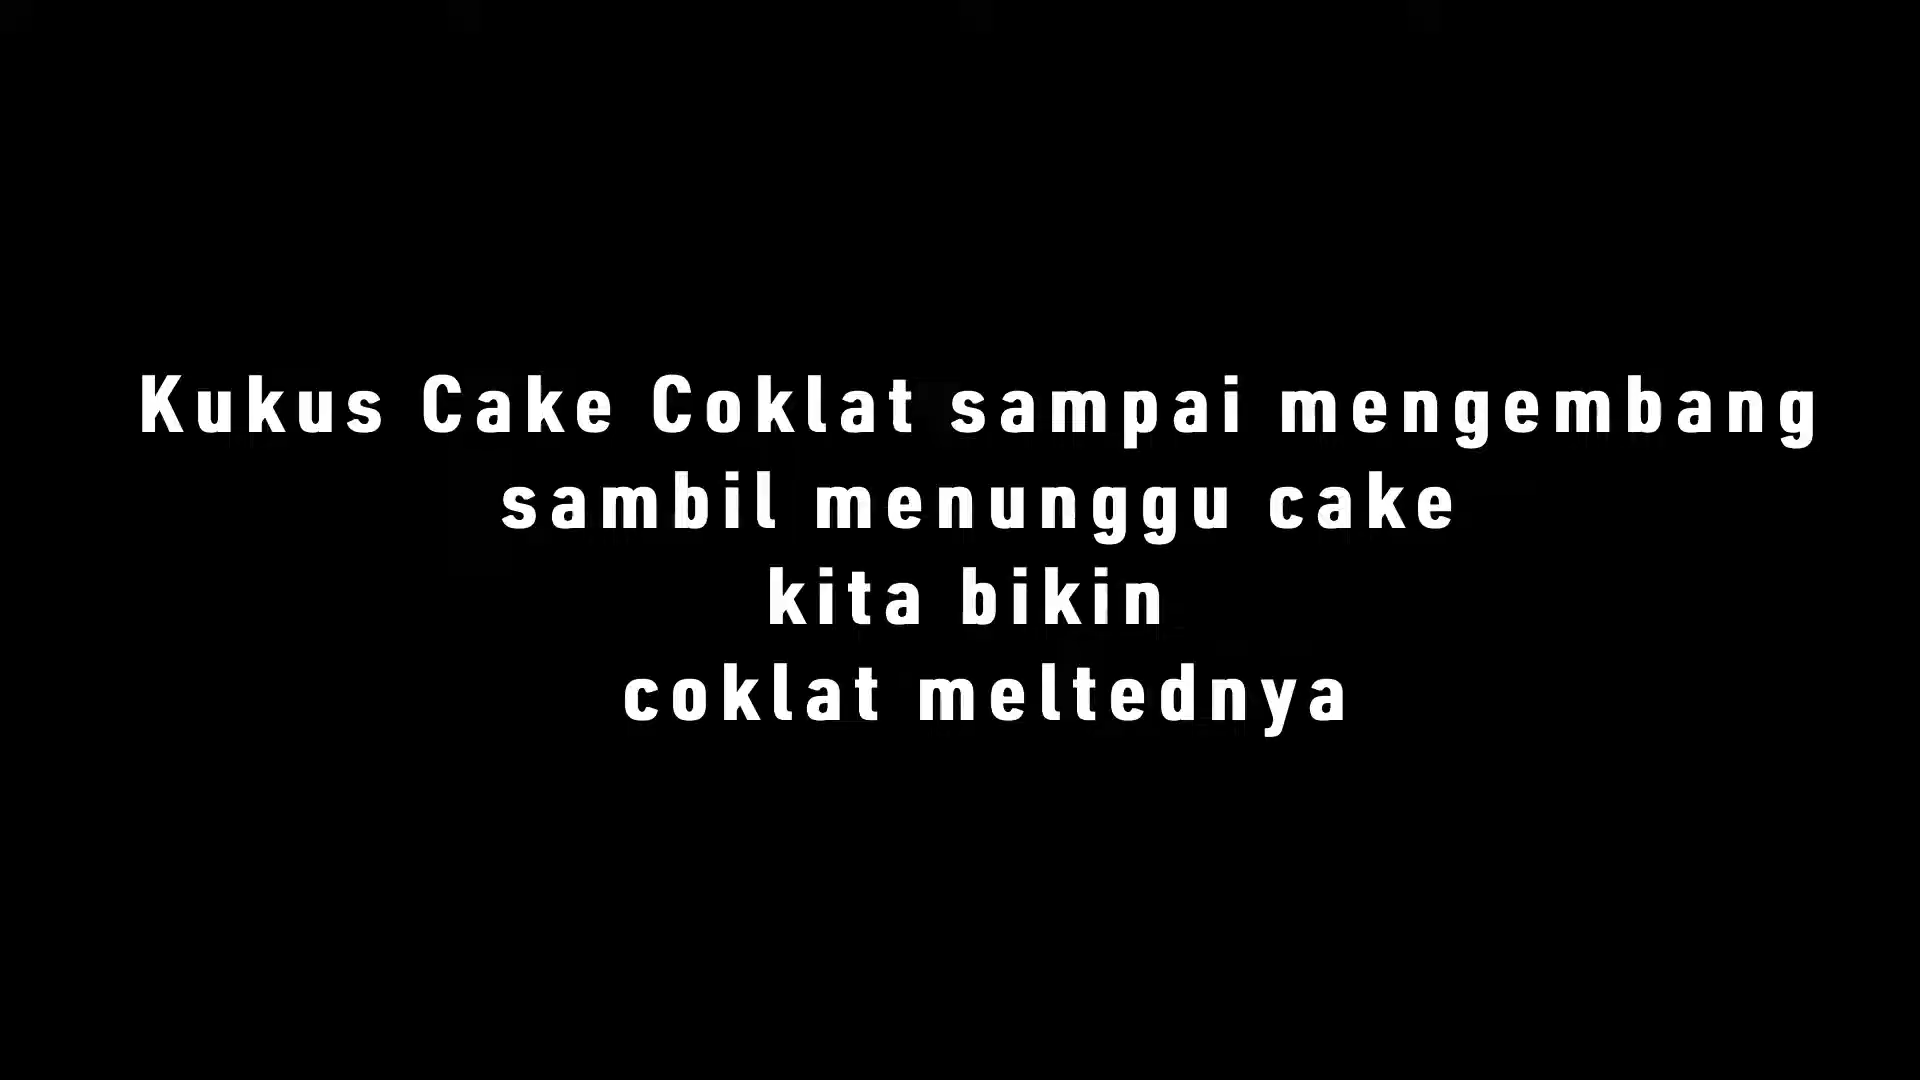 Kukus Cake Coklat sampai mengembang
sambil menunggu cake
kita bikin
coklat meltednya